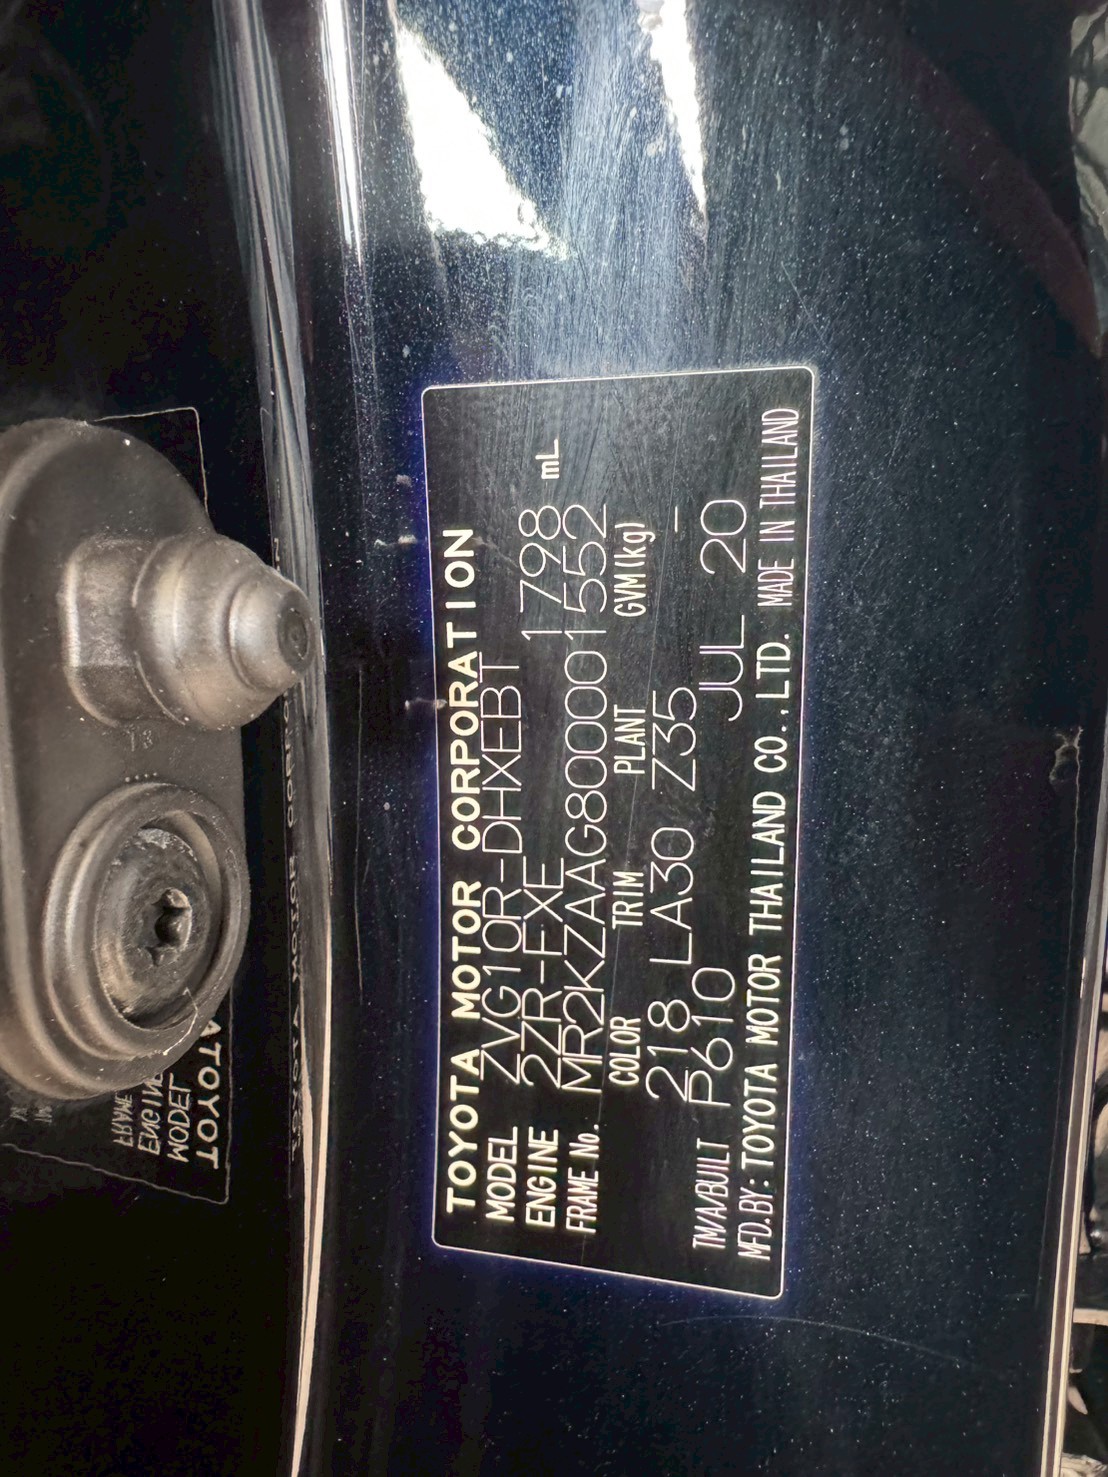 TOYOTA MOTOR CORPORATION
MODEL ZVG10R-DHXEBT
ENGINE 2ZR-FXE 1798 mL
FRAME No. MR2KZAAG800001552
COLOR TRIM PLANT GVM(kg)
218 LA30 Z35 -
TM/A/BUILT P610 JUL 20
MFD.BY: TOYOTA MOTOR THAILAND CO.,LTD. MADE IN THAILAND